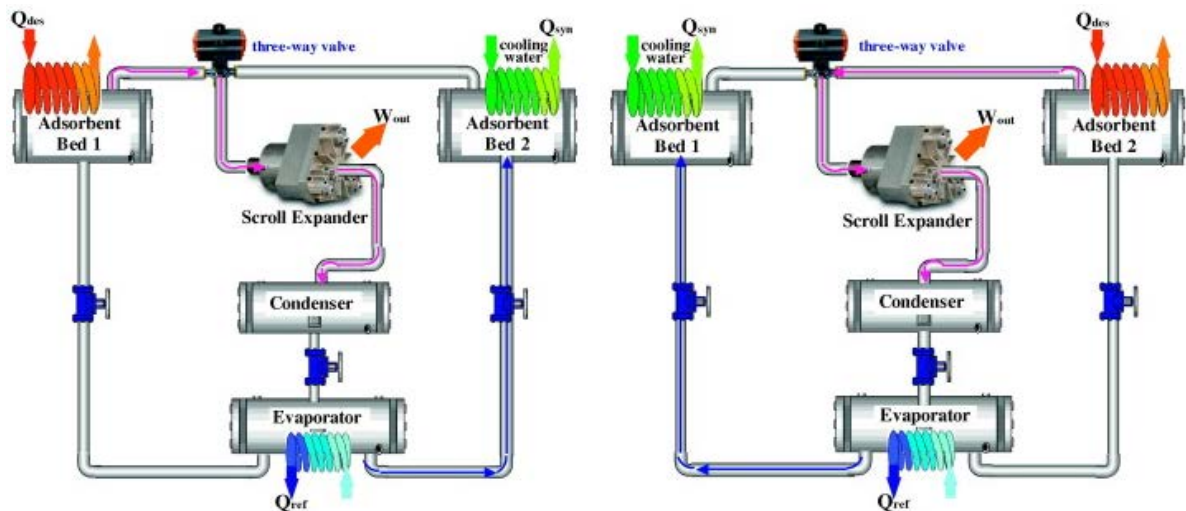 Qdes
three-way valve
Qsyn
cooling
water
Adsorbent
Bed 1
Adsorbent
Bed 2
Wout
Scroll Expander
Condenser
Evaporator
Qref
Qsyn
cooling
water
three-way valve
Qdes
Adsorbent
Bed 1
Adsorbent
Bed 2
Wout
Scroll Expander
Condenser
Evaporator
Qref